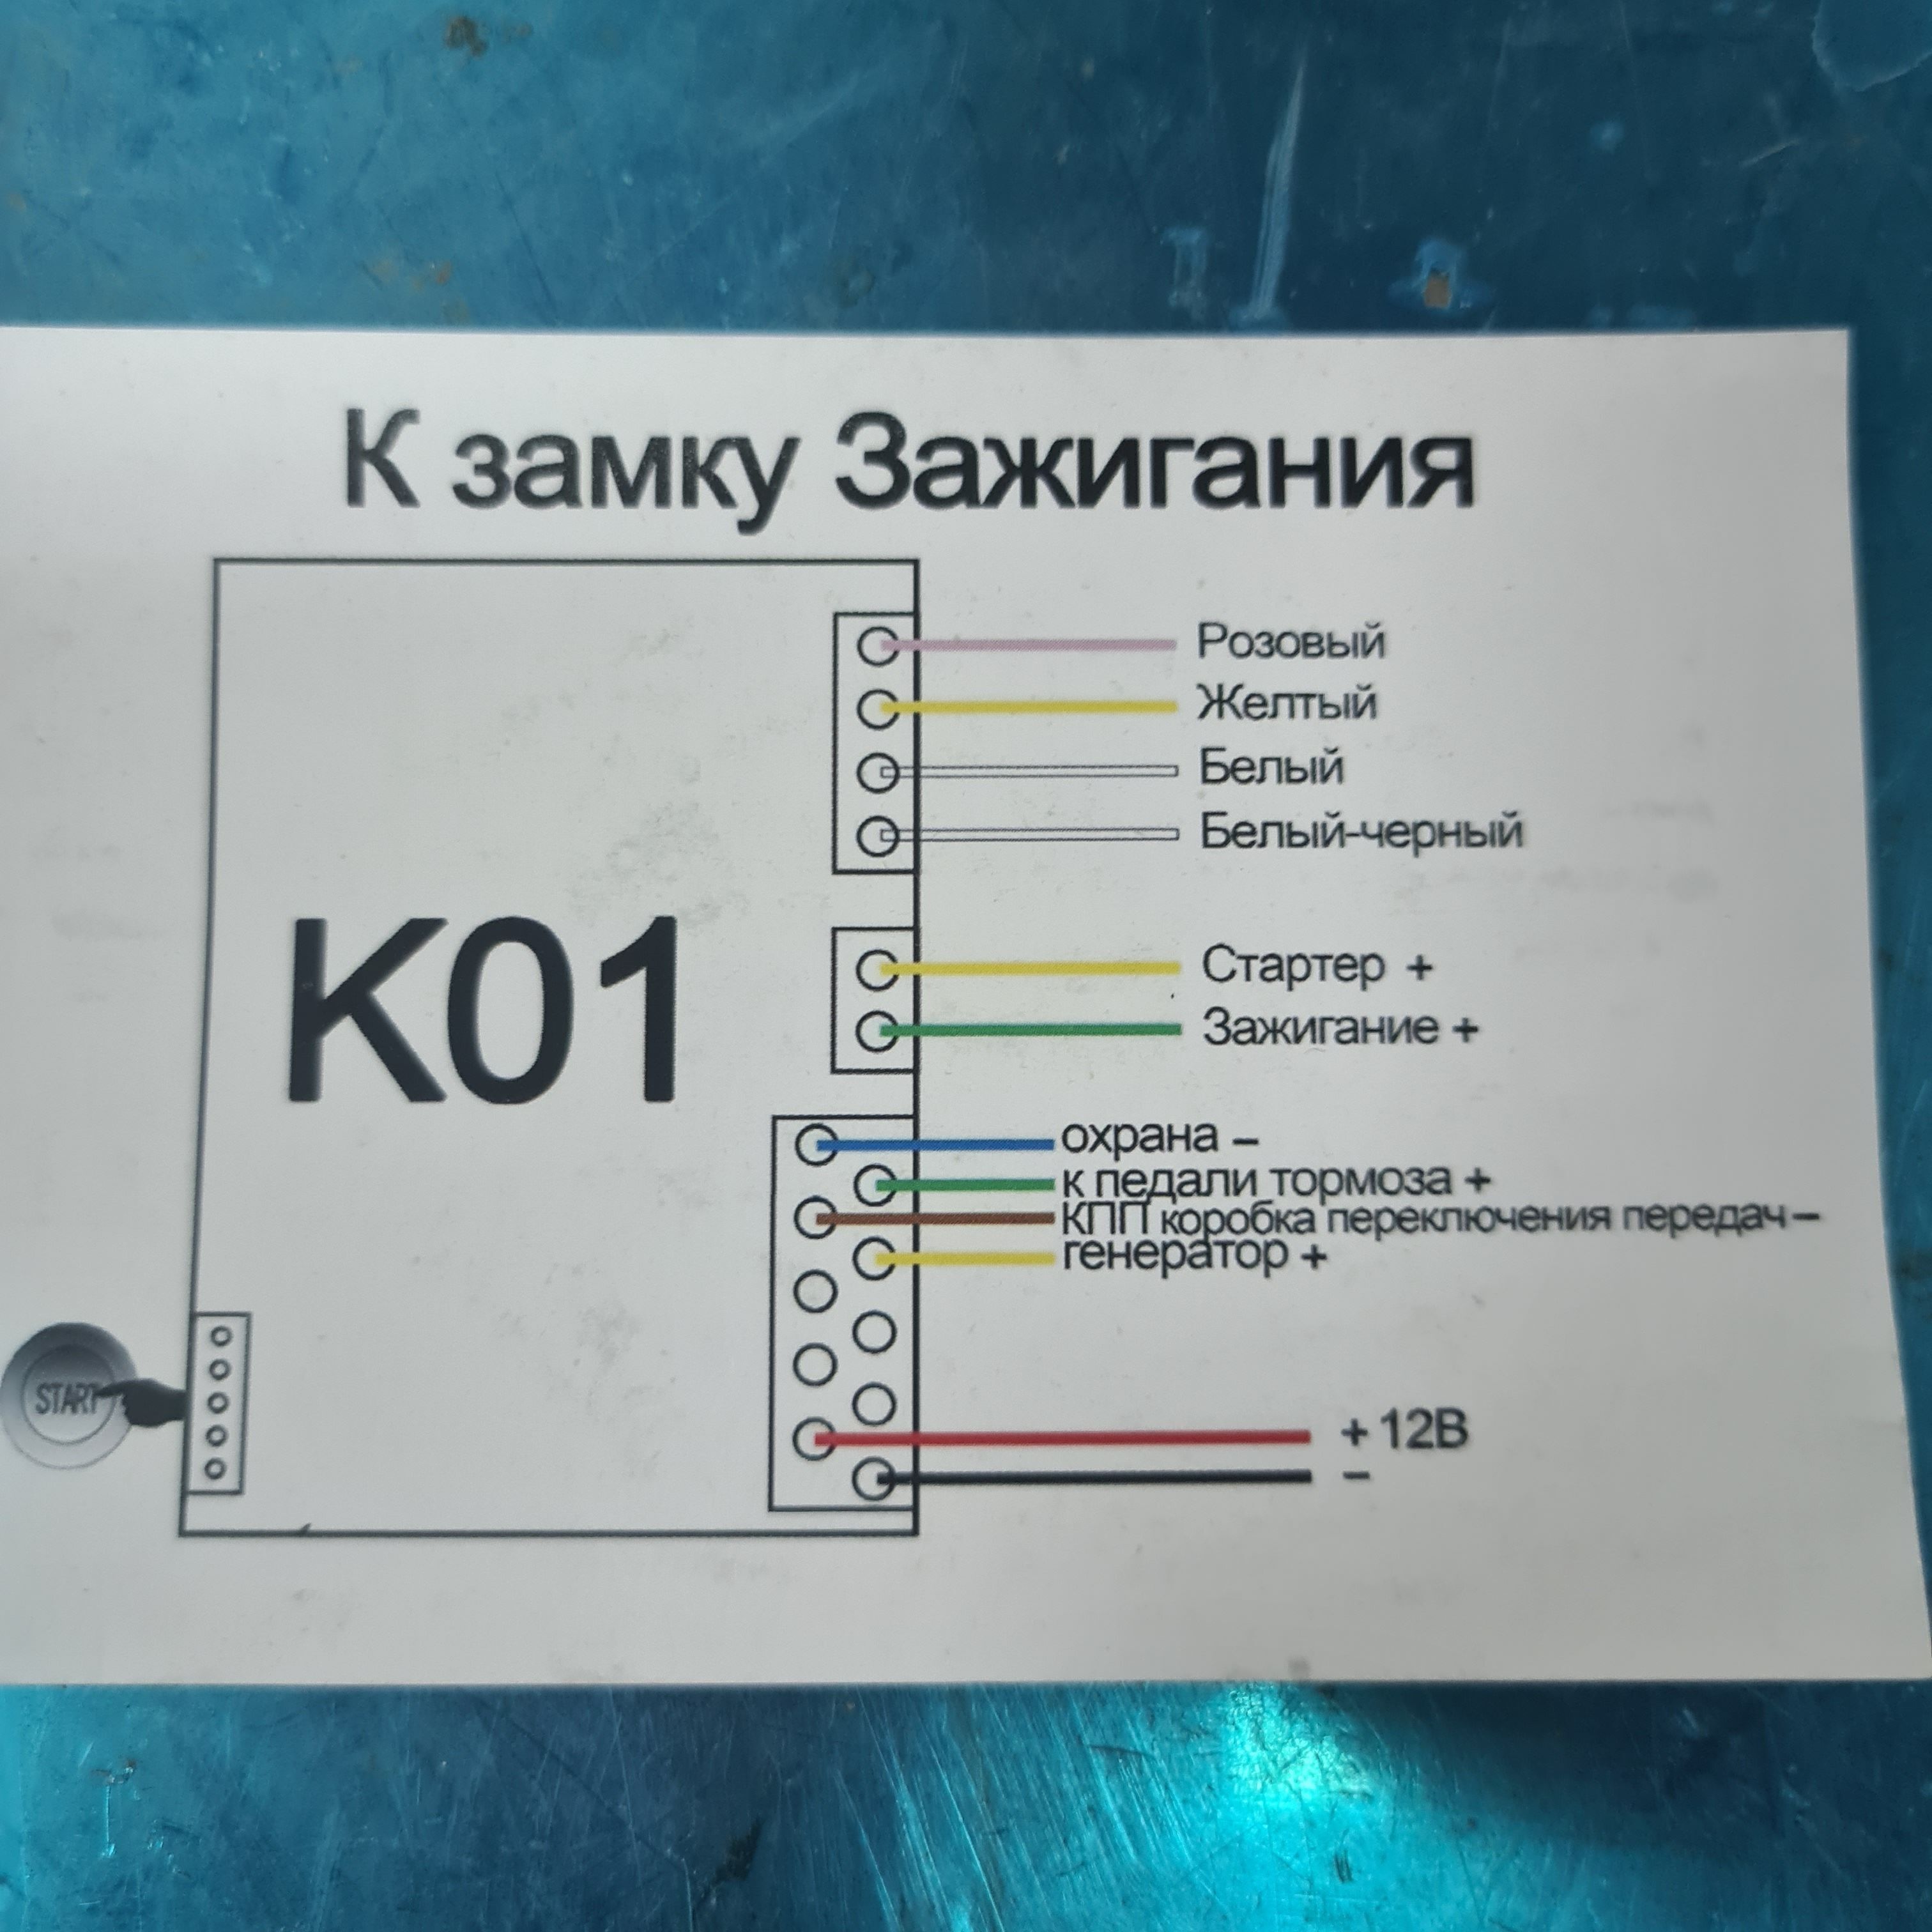 К замку Зажигания
Розовый
Желтый
Белый
Белый-черный
K01
Стартер +
Зажигание +
охрана –
к педали тормоза +
КПП коробка переключения передач –
генератор +
START
+ 12В
–